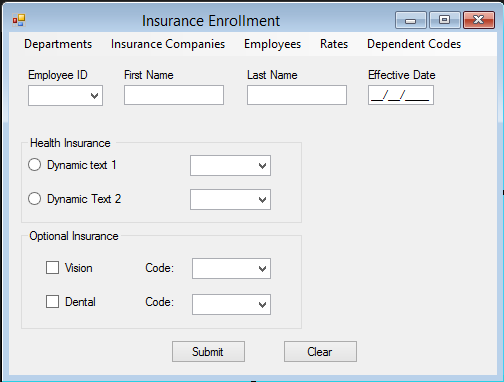 Insurance Enrollment
Departments Insurance Companies Employees Rates Dependent Codes
Employee ID First Name Last Name Effective Date
__/__/____
Health Insurance
Dynamic text 1
Dynamic Text 2
Optional Insurance
Vision Code:
Dental Code:
Submit Clear